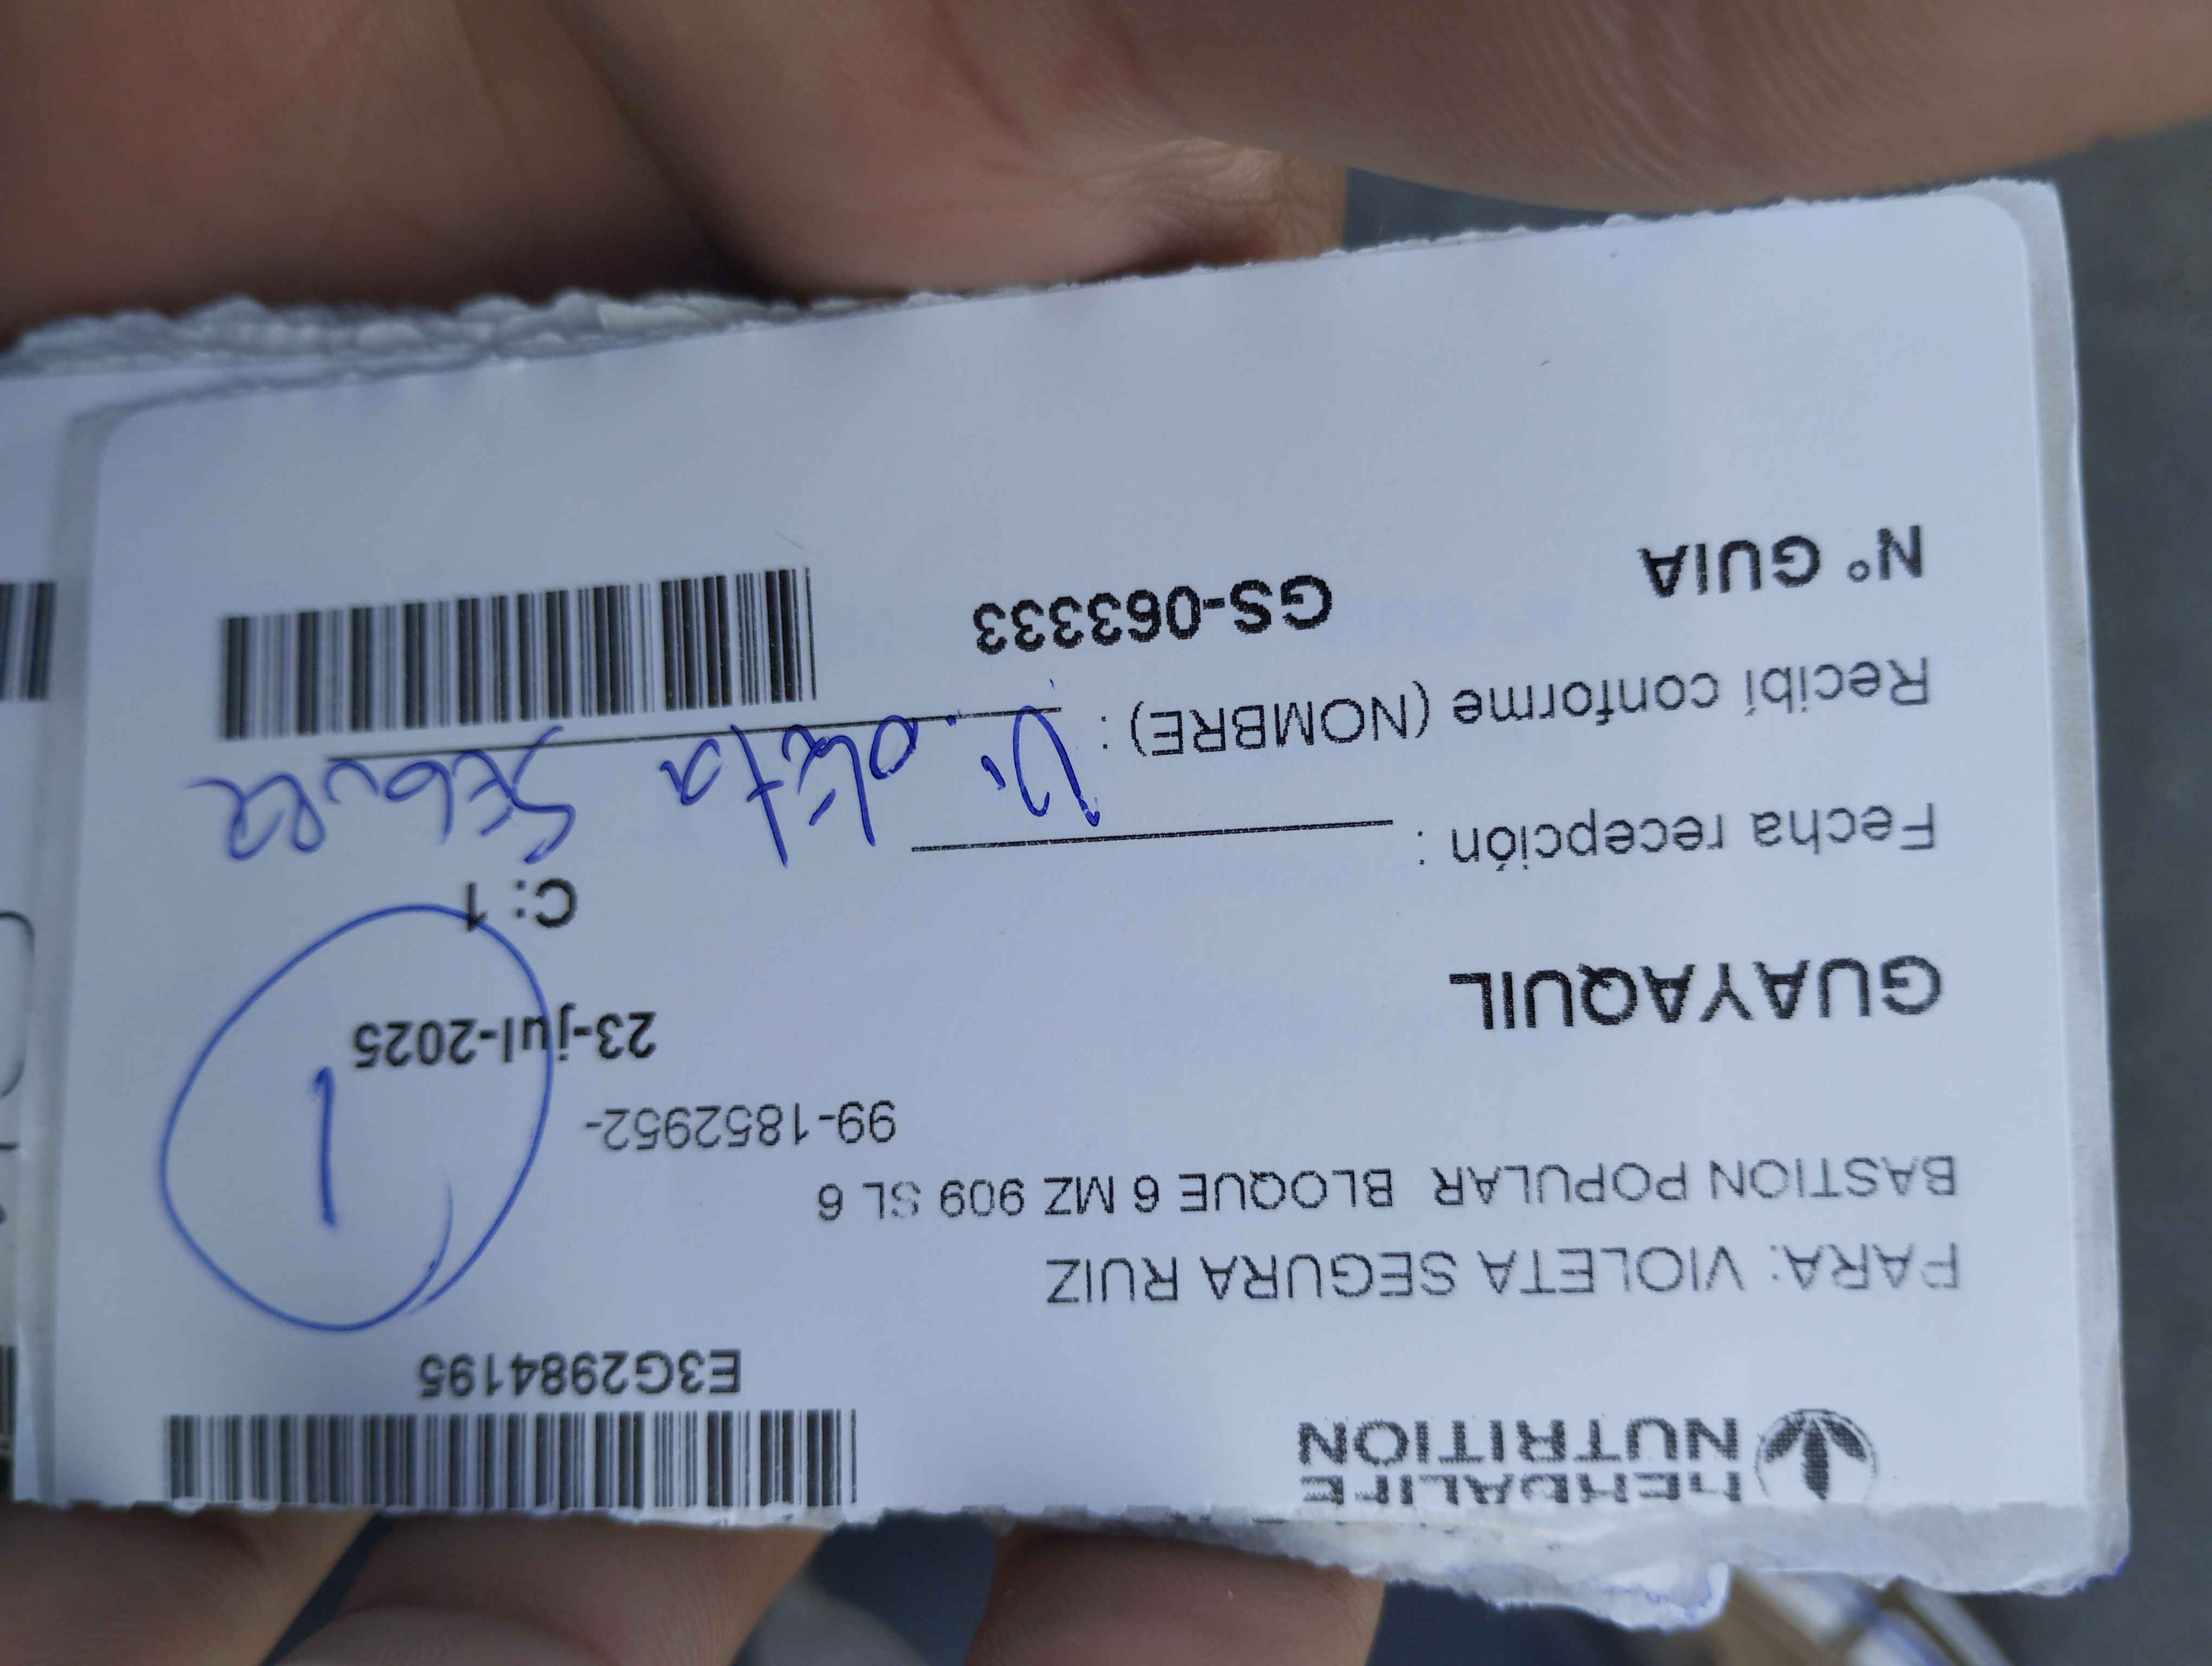 HERBALIFE
NUTRITION
E3G2984195
PARA: VIOLETA SEGURA RUIZ
BASTION POPULAR BLOQUE 6 MZ 909 SL 6
99-1852952-
GUAYAQUIL
23-jul-2025
1
C: 1
Fecha recepción :
Recibí conforme (NOMBRE) : Violeta Segura
N° GUIA
GS-063333